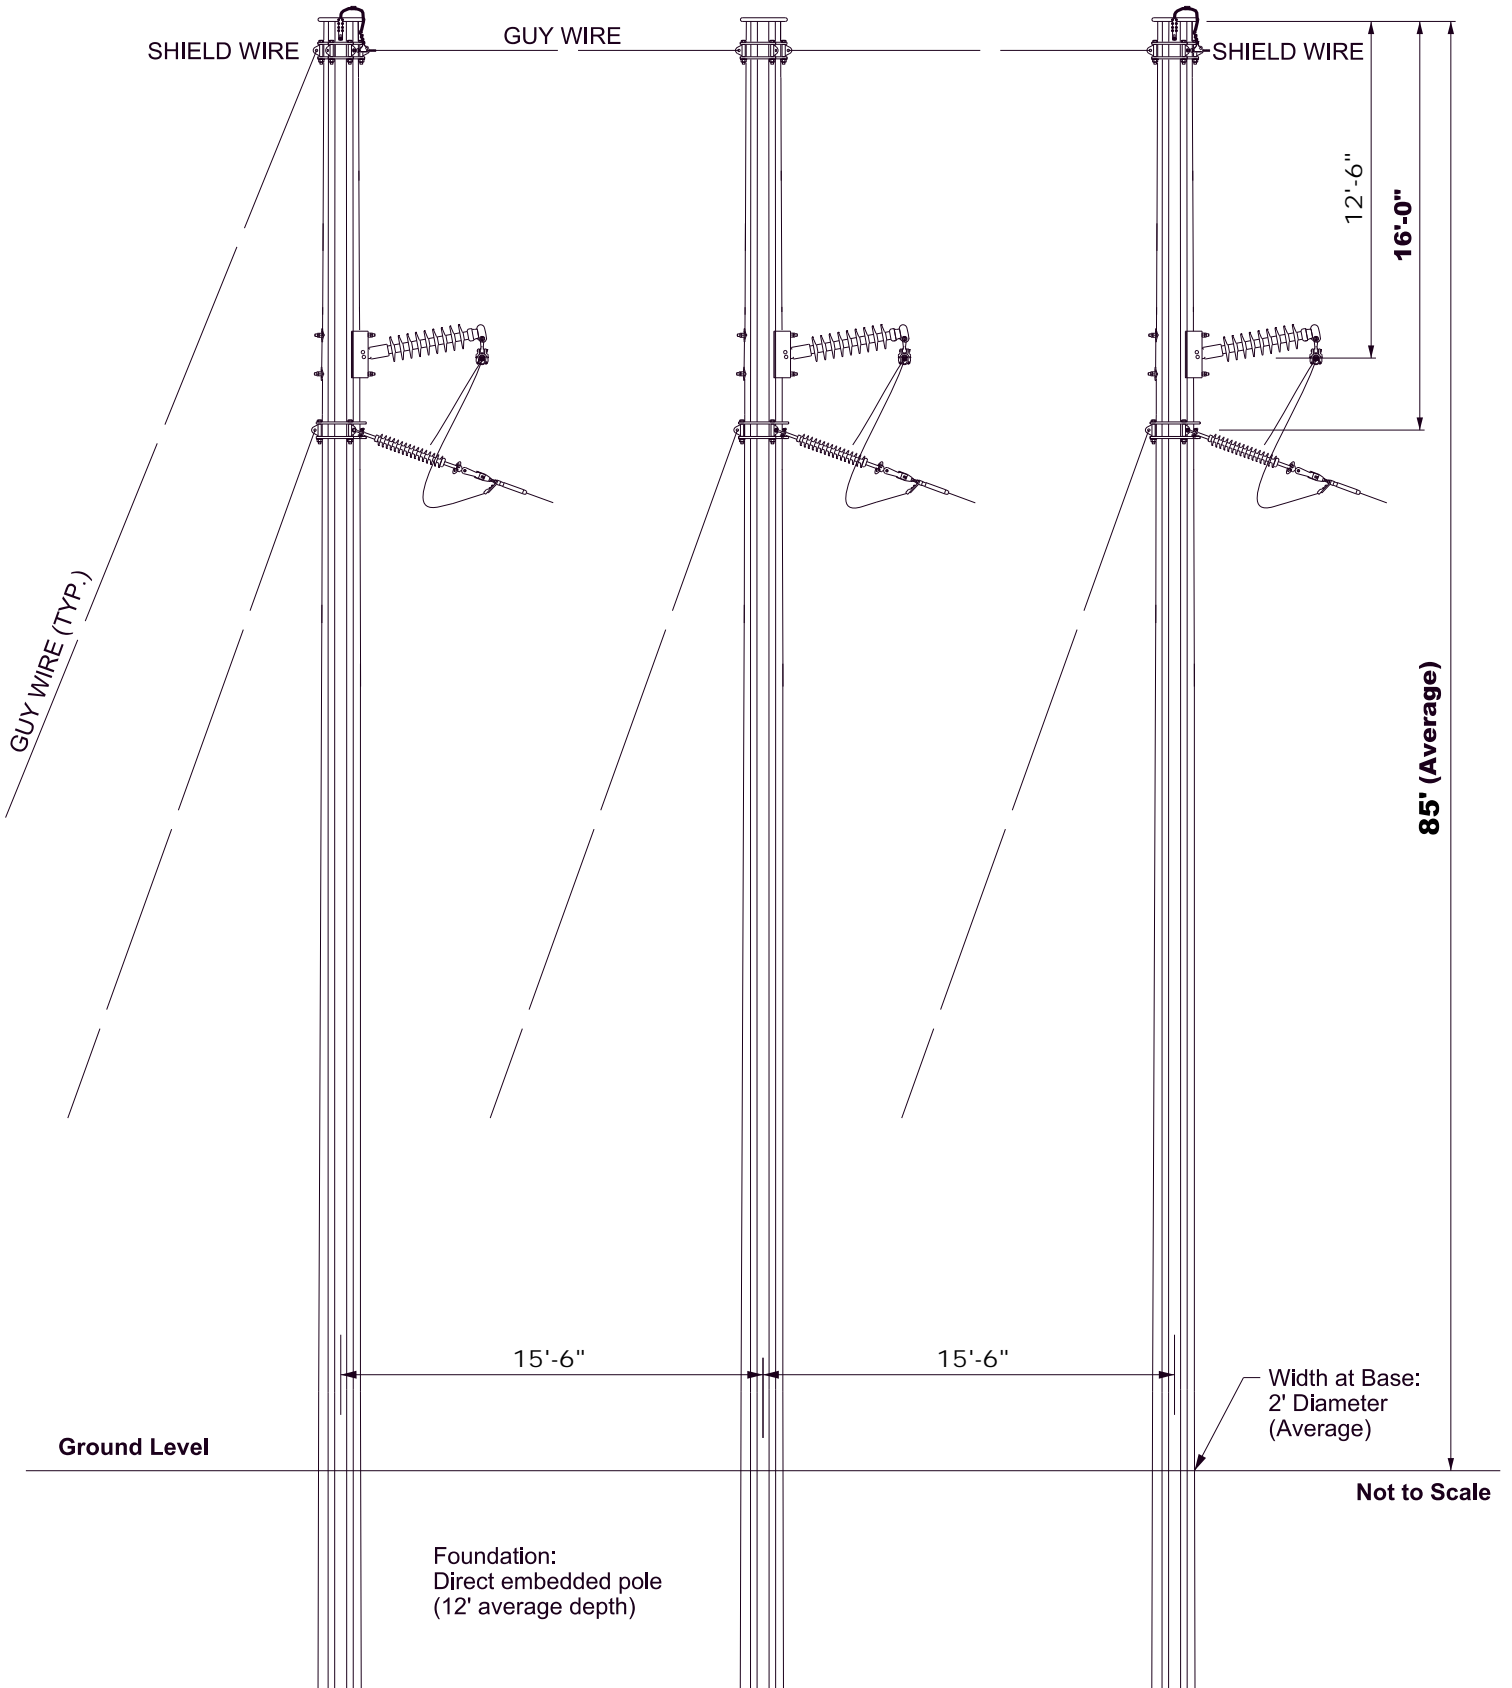 GUY WIRE
SHIELD WIRE
SHIELD WIRE
12'-6"
16'-0"
GUY WIRE (TYP.)
85' (Average)
15'-6"
15'-6"
Width at Base:
2' Diameter
(Average)
Ground Level
Not to Scale
Foundation:
Direct embedded pole
(12' average depth)